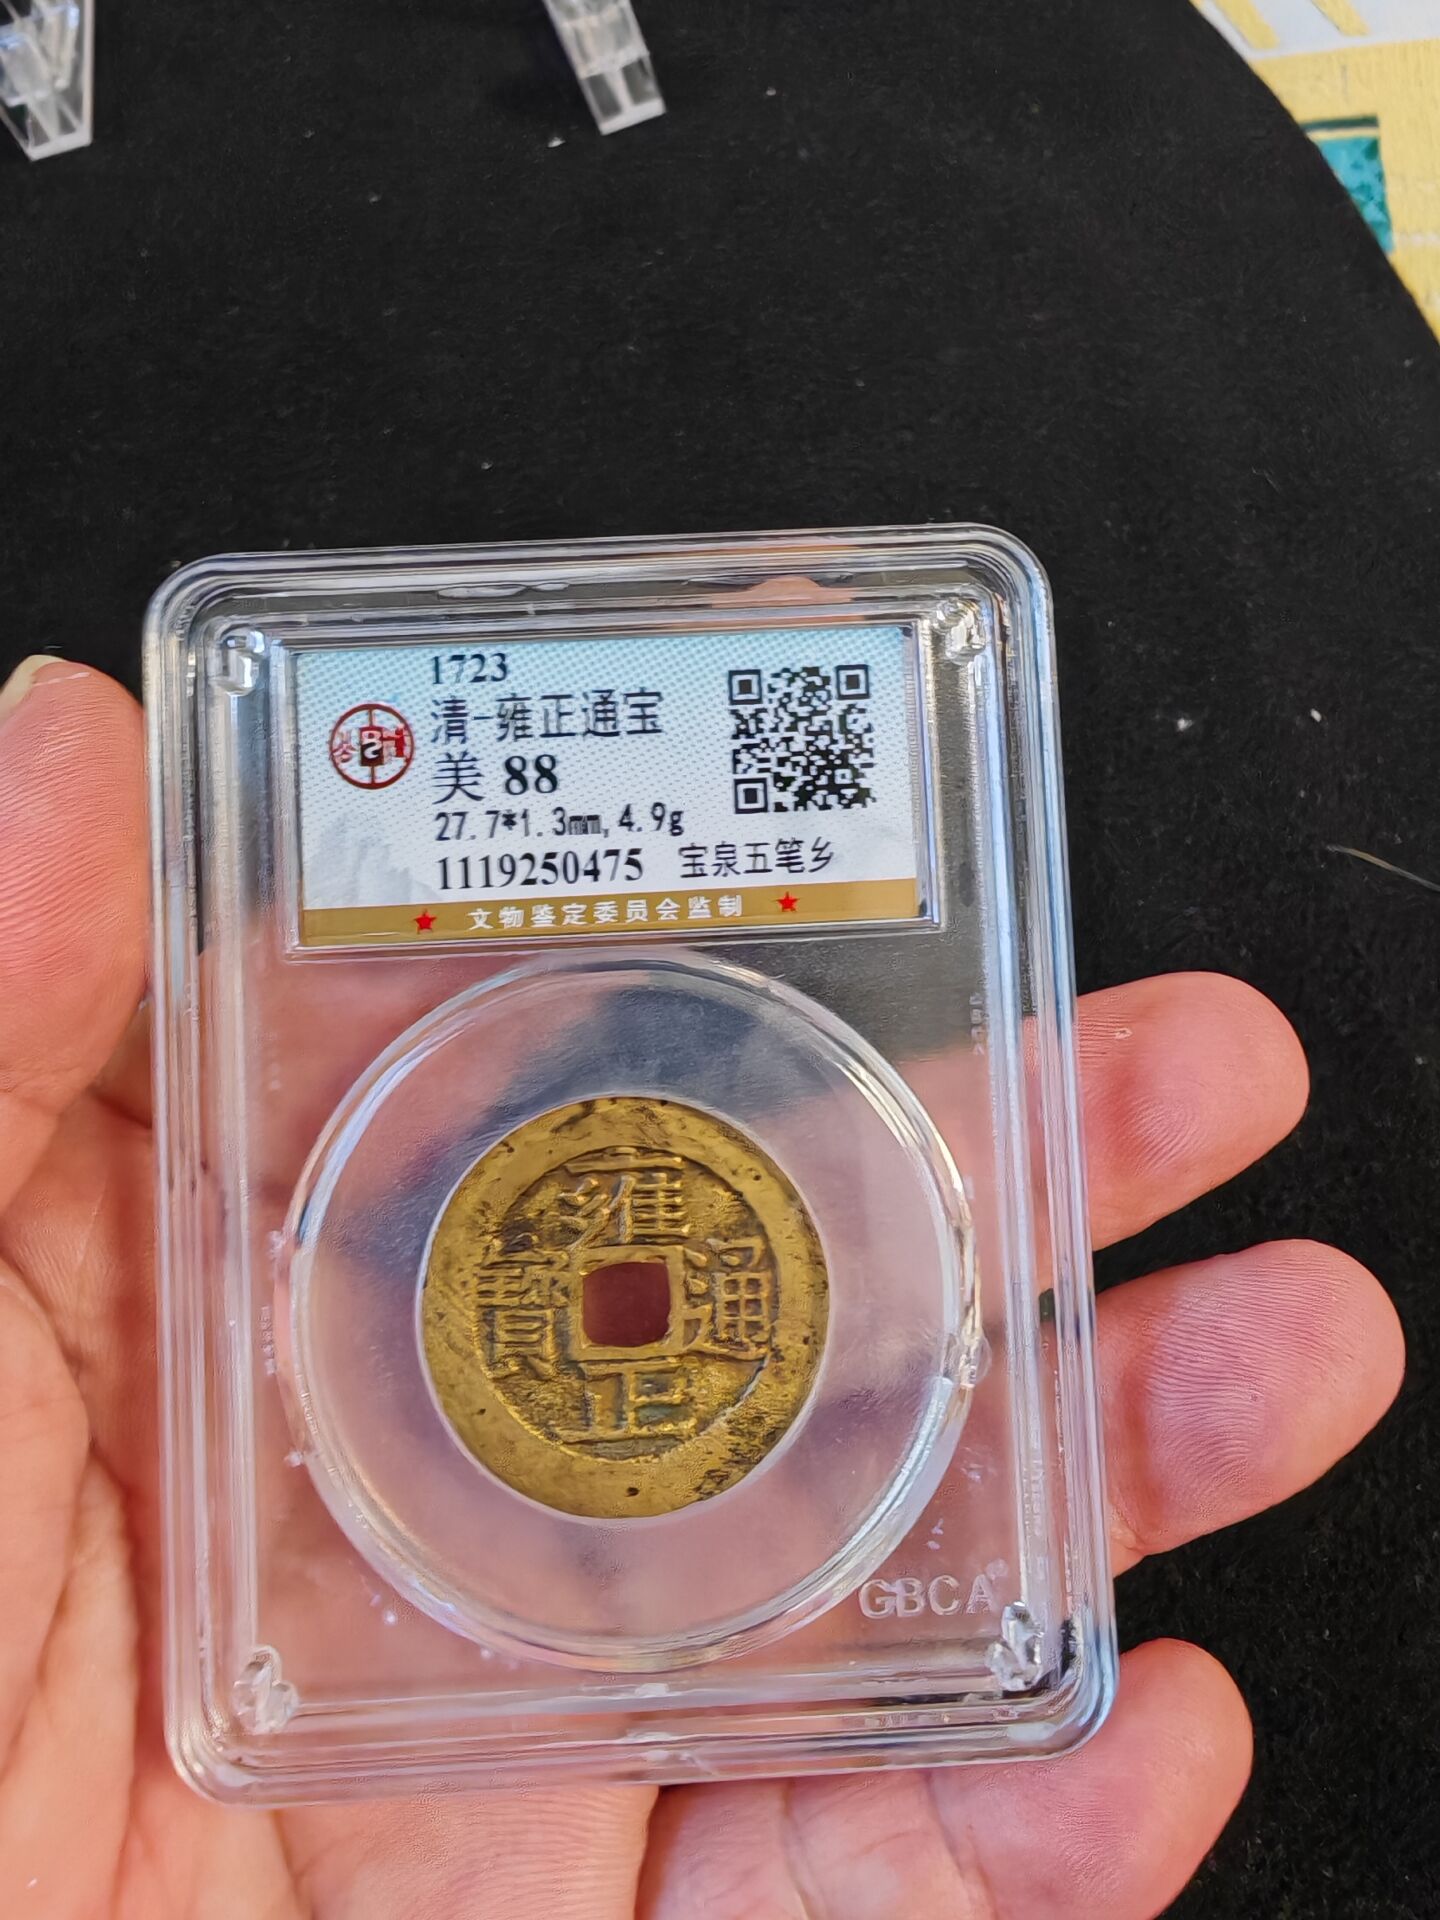 1723
清-雍正通宝
美 88
27.7*1.3mm,4.9g
1119250475 宝泉五笔乡
★ 文物鉴定委员会监制 ★
雍正通寶
GBCA